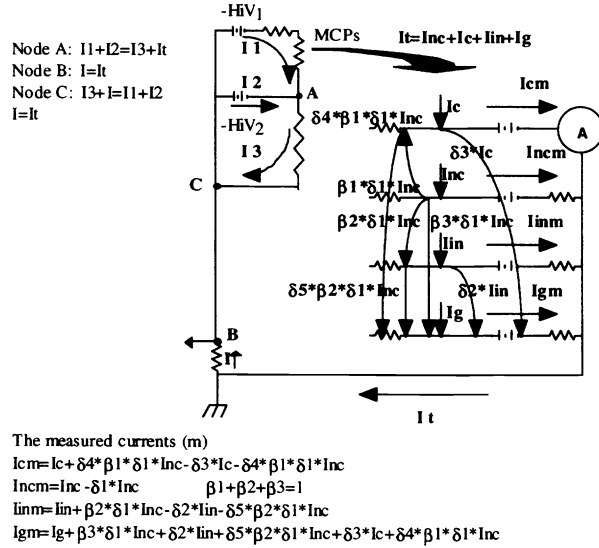 -HiV1
MCPs
It=Inc+Ic+Iin+Ig
Node A: I1+I2=I3+It
Node B: I=It
Node C: I3+I=I1+I2
I=It
I 1
I 2
A
-HiV2
I 3
C
B
I
Icm
Ic
A
δ4*β1*δ1*Inc
δ3*Ic
Incm
Inc
β1*δ1*Inc
β2*δ1*Inc
β3*δ1*Inc
Iinm
Iin
δ5*β2*δ1*Inc
δ2*Iin
Igm
Ig
I t
The measured currents (m)
Icm=Ic+δ4*β1*δ1*Inc-δ3*Ic-δ4*β1*δ1*Inc
Incm=Inc-δ1*Inc β1+β2+β3=1
Iinm=Iin+β2*δ1*Inc-δ2*Iin-δ5*β2*δ1*Inc
Igm=Ig+β3*δ1*Inc+δ2*Iin+δ5*β2*δ1*Inc+δ3*Ic+δ4*β1*δ1*Inc